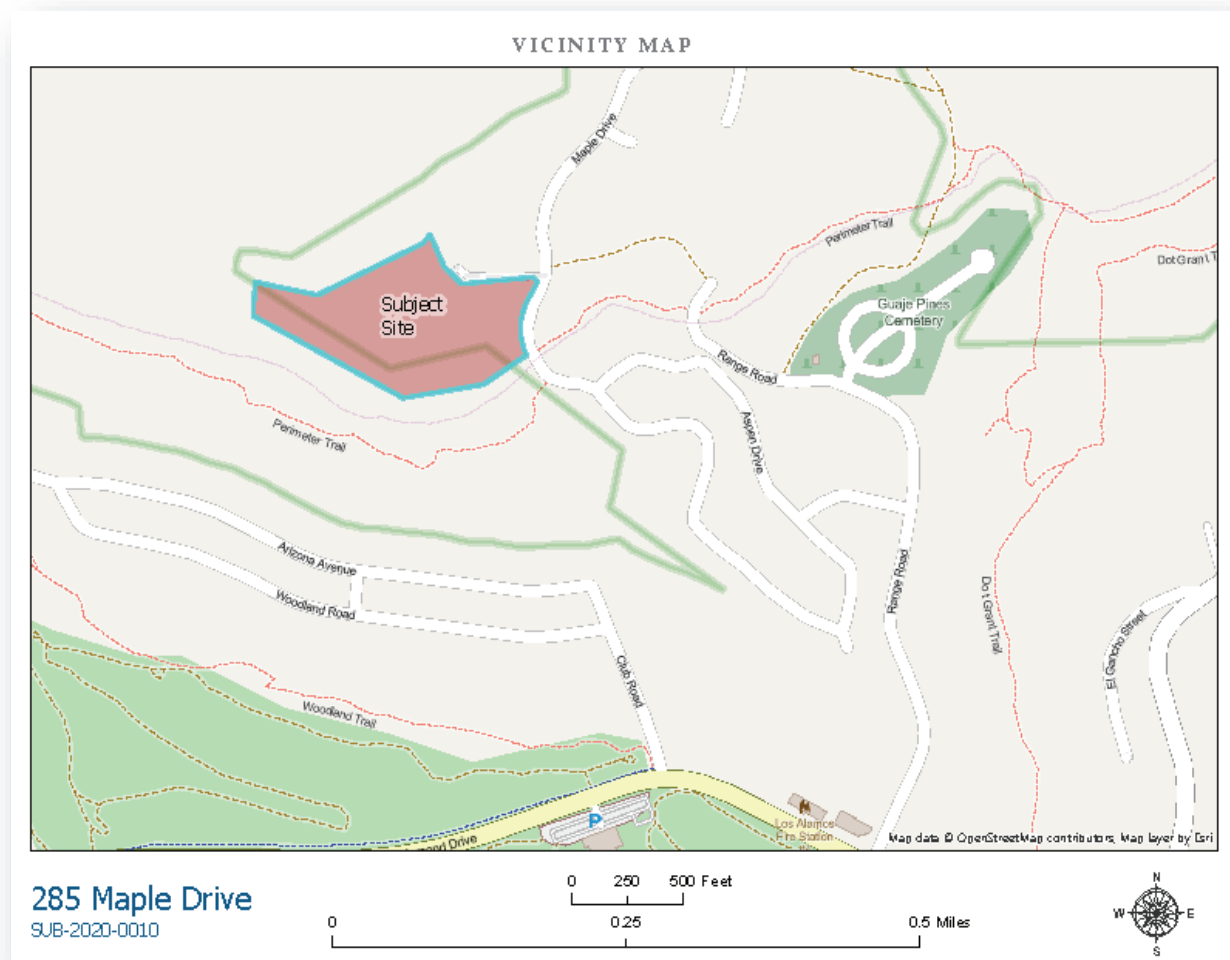 VICINITY MAP
Maple Drive
Perimeter Trail
Dot Grant T
Subject
Site
Guaje Pines
Cemetery
Range Road
Aspen Drive
Perimeter Trail
Arizona Avenue
Woodland Road
Range Road
Dot Grant Trail
El Gancho Street
Club Road
Woodland Trail
P
Los Alamos
Fire Station
Drive
Map data © OpenStreetMap contributors, Map layer by Esri
285 Maple Drive
SUB-2020-0010
0 250 500 Feet
0 0.25 0.5 Miles
N
W E
S